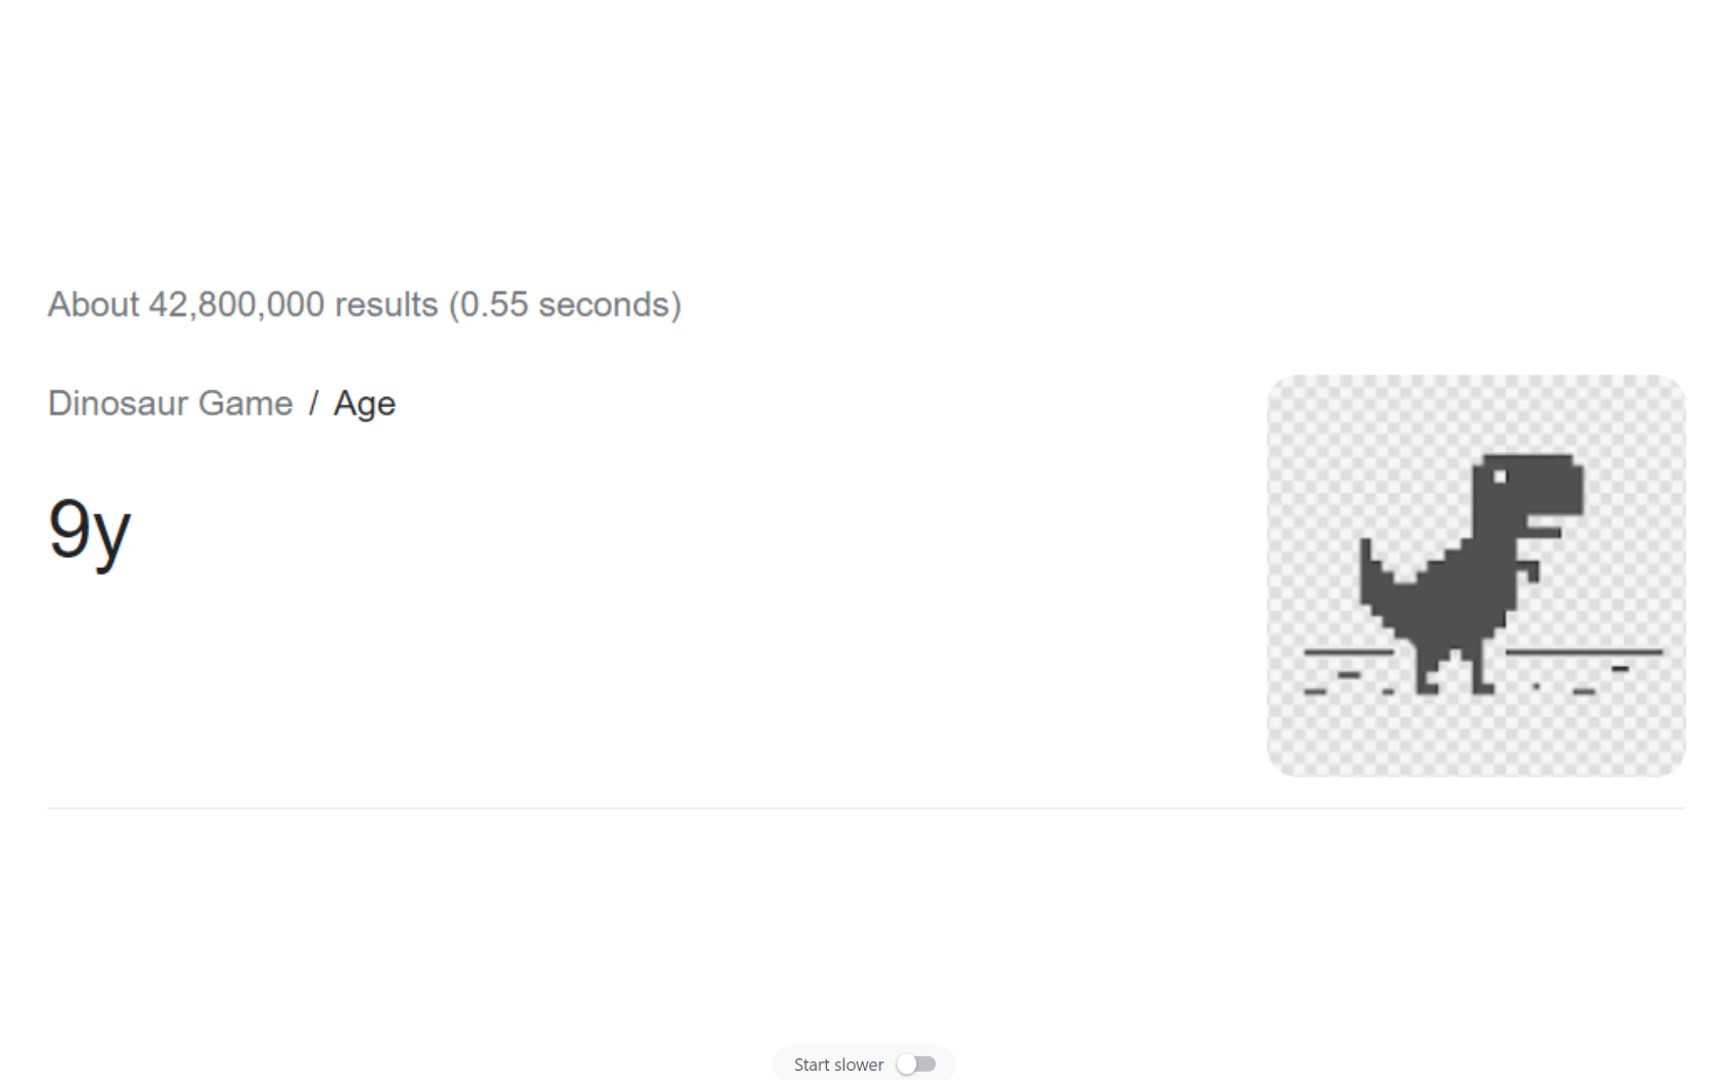 About 42,800,000 results (0.55 seconds)
Dinosaur Game / Age
9y
Start slower